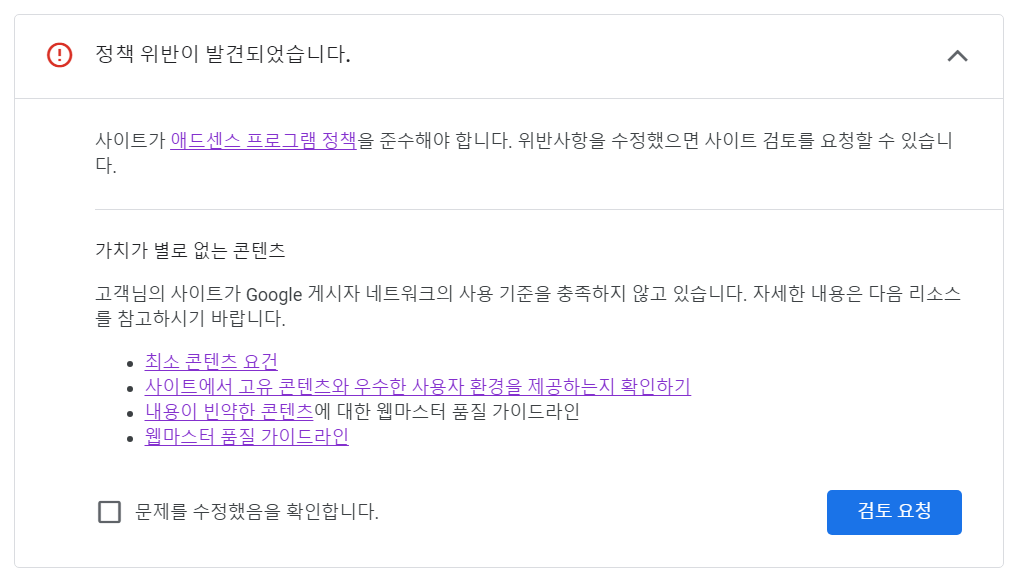 정책 위반이 발견되었습니다.
사이트가 애드센스 프로그램 정책을 준수해야 합니다. 위반사항을 수정했으면 사이트 검토를 요청할 수 있습니
다.
가치가 별로 없는 콘텐츠
고객님의 사이트가 Google 게시자 네트워크의 사용 기준을 충족하지 않고 있습니다. 자세한 내용은 다음 리소스
를 참고하시기 바랍니다.
• 최소 콘텐츠 요건
• 사이트에서 고유 콘텐츠와 우수한 사용자 환경을 제공하는지 확인하기
• 내용이 빈약한 콘텐츠에 대한 웹마스터 품질 가이드라인
• 웹마스터 품질 가이드라인
문제를 수정했음을 확인합니다.
검토 요청